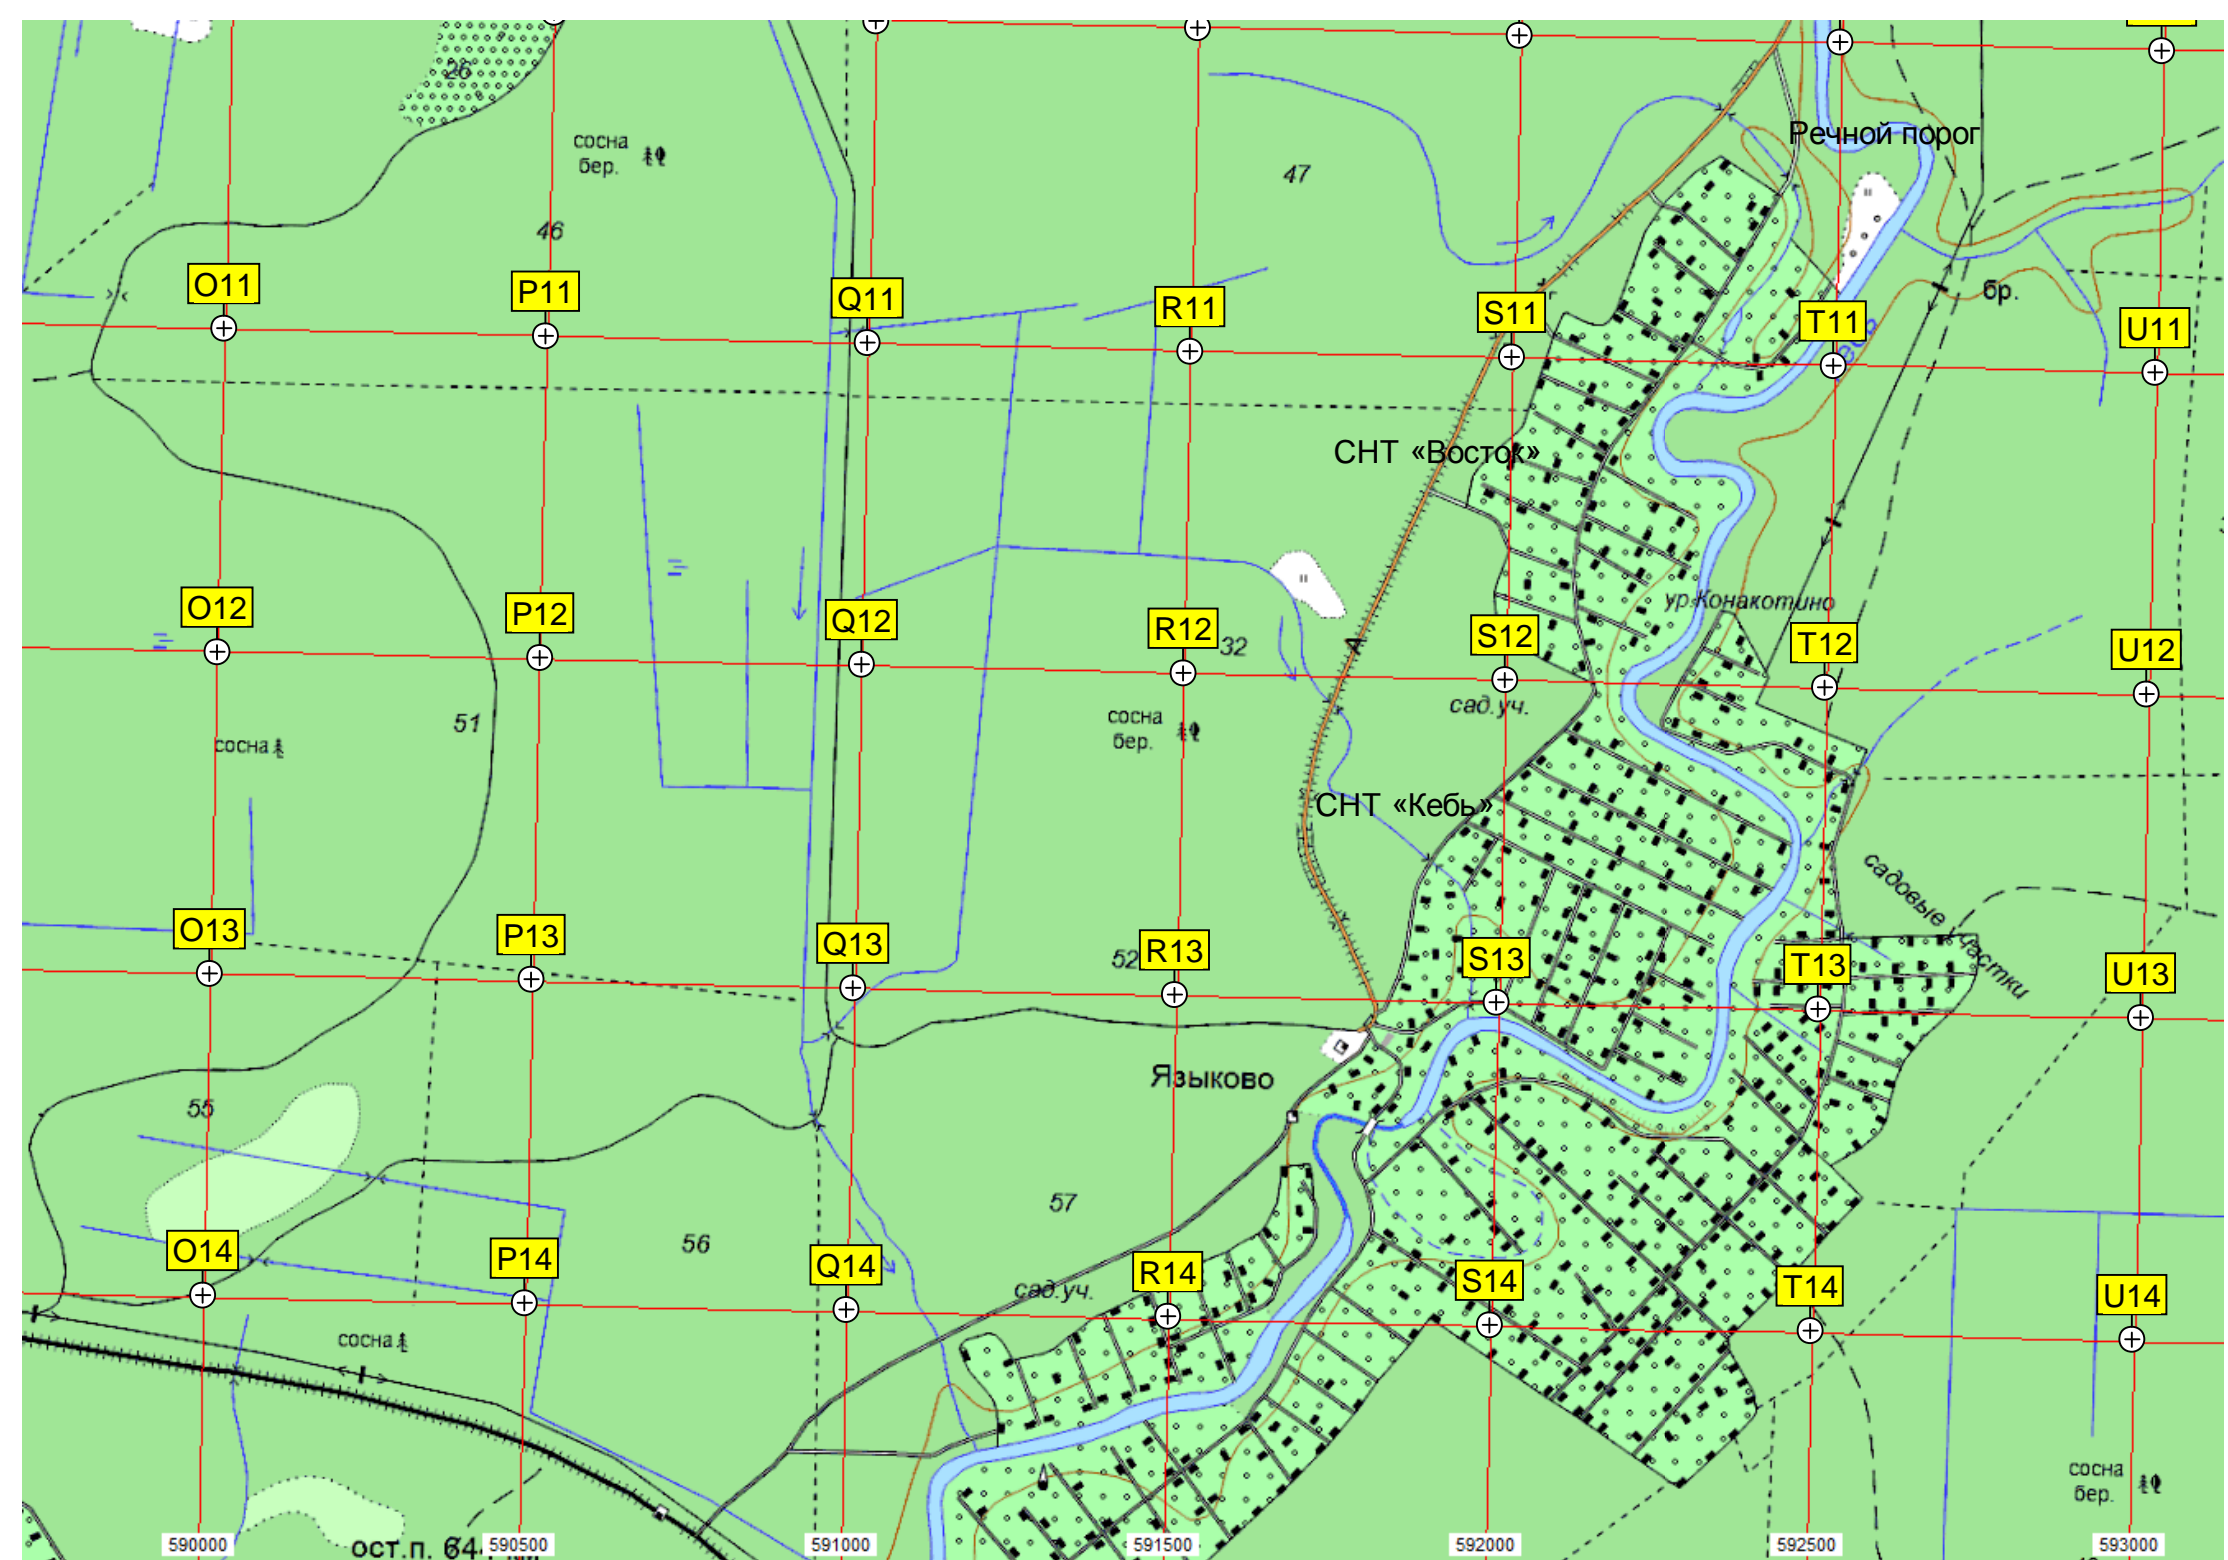 26
сосна
бер.
Речной порог
47
46
бр.
O11
P11
Q11
R11
S11
T11
U11
СНТ «Восток»
ур.Конакотино
O12
P12
Q12
R12
32
S12
T12
U12
51
сосна
сосна
бер.
сад.уч.
СНТ «Кебь»
садовые участки
O13
P13
Q13
52
R13
S13
T13
U13
Языково
55
57
56
O14
P14
Q14
сад.уч.
R14
S14
T14
U14
сосна
сосна
бер.
590000
ост.п.
590500
591000
591500
592000
592500
593000